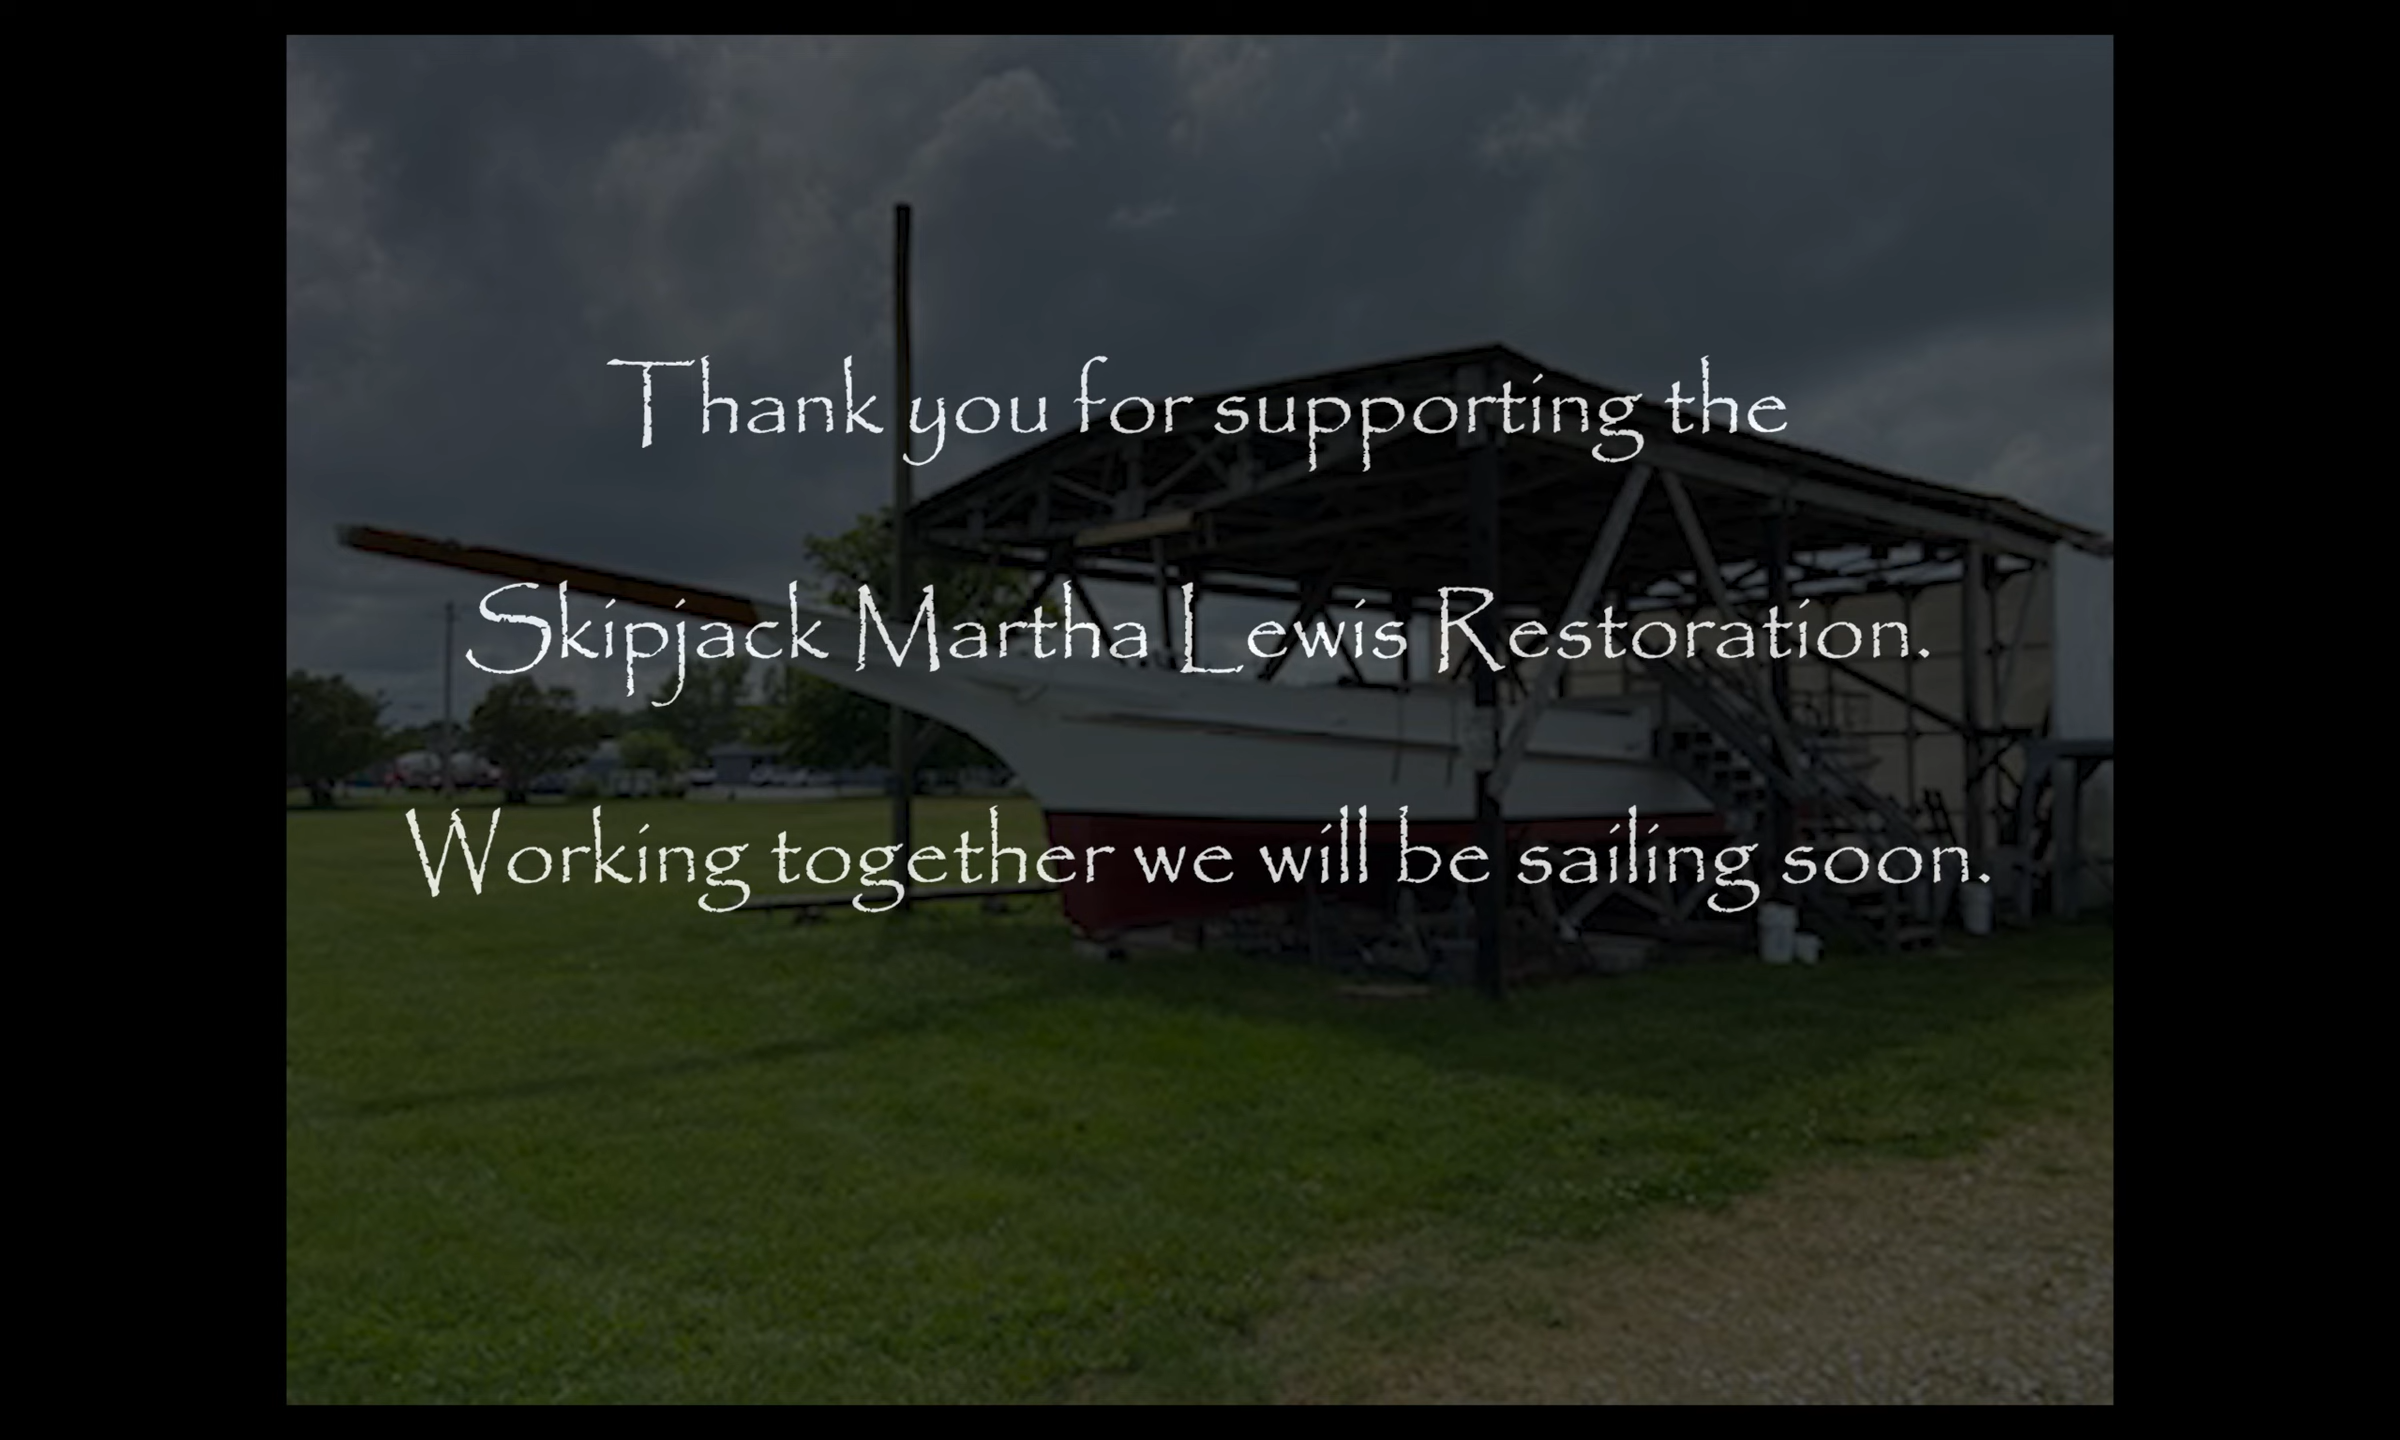 Thank you for supporting the
Skipjack Martha Lewis Restoration.
Working together we will be sailing soon.